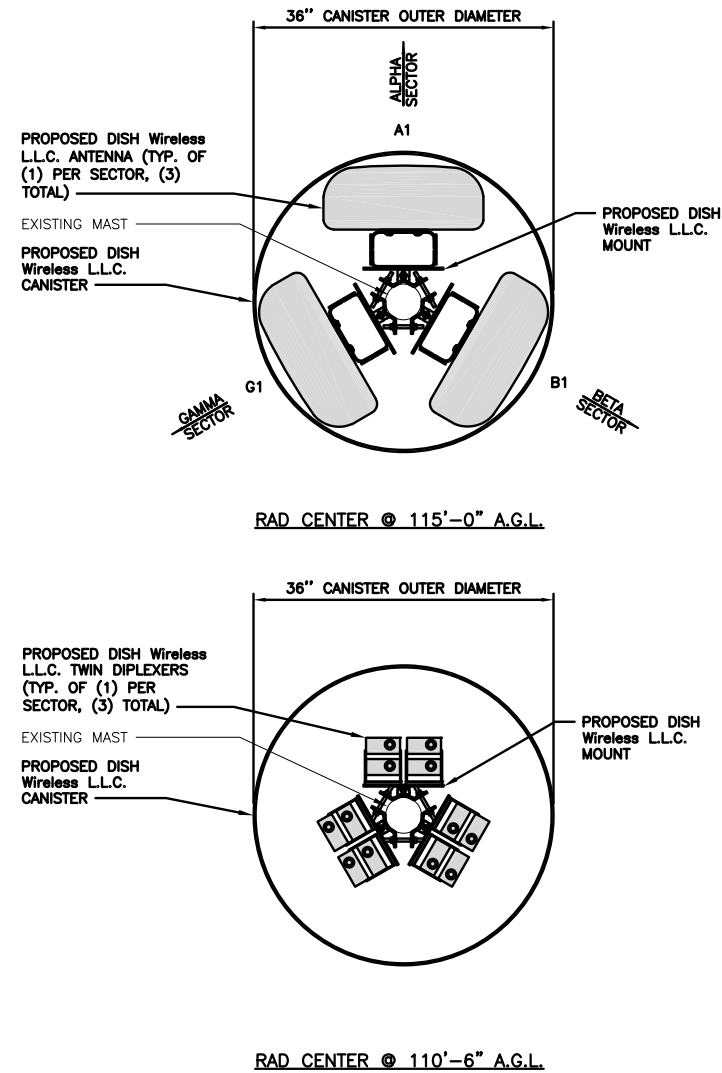 36" CANISTER OUTER DIAMETER
ALPHA
SECTOR
A1
PROPOSED DISH Wireless
L.L.C. ANTENNA (TYP. OF
(1) PER SECTOR, (3)
TOTAL)
EXISTING MAST
PROPOSED DISH
Wireless L.L.C.
CANISTER
PROPOSED DISH
Wireless L.L.C.
MOUNT
G1
GAMMA
SECTOR
B1
BETA
SECTOR
RAD CENTER @ 115'-0" A.G.L.
36" CANISTER OUTER DIAMETER
PROPOSED DISH Wireless
L.L.C. TWIN DIPLEXERS
(TYP. OF (1) PER
SECTOR, (3) TOTAL)
EXISTING MAST
PROPOSED DISH
Wireless L.L.C.
CANISTER
PROPOSED DISH
Wireless L.L.C.
MOUNT
RAD CENTER @ 110'-6" A.G.L.